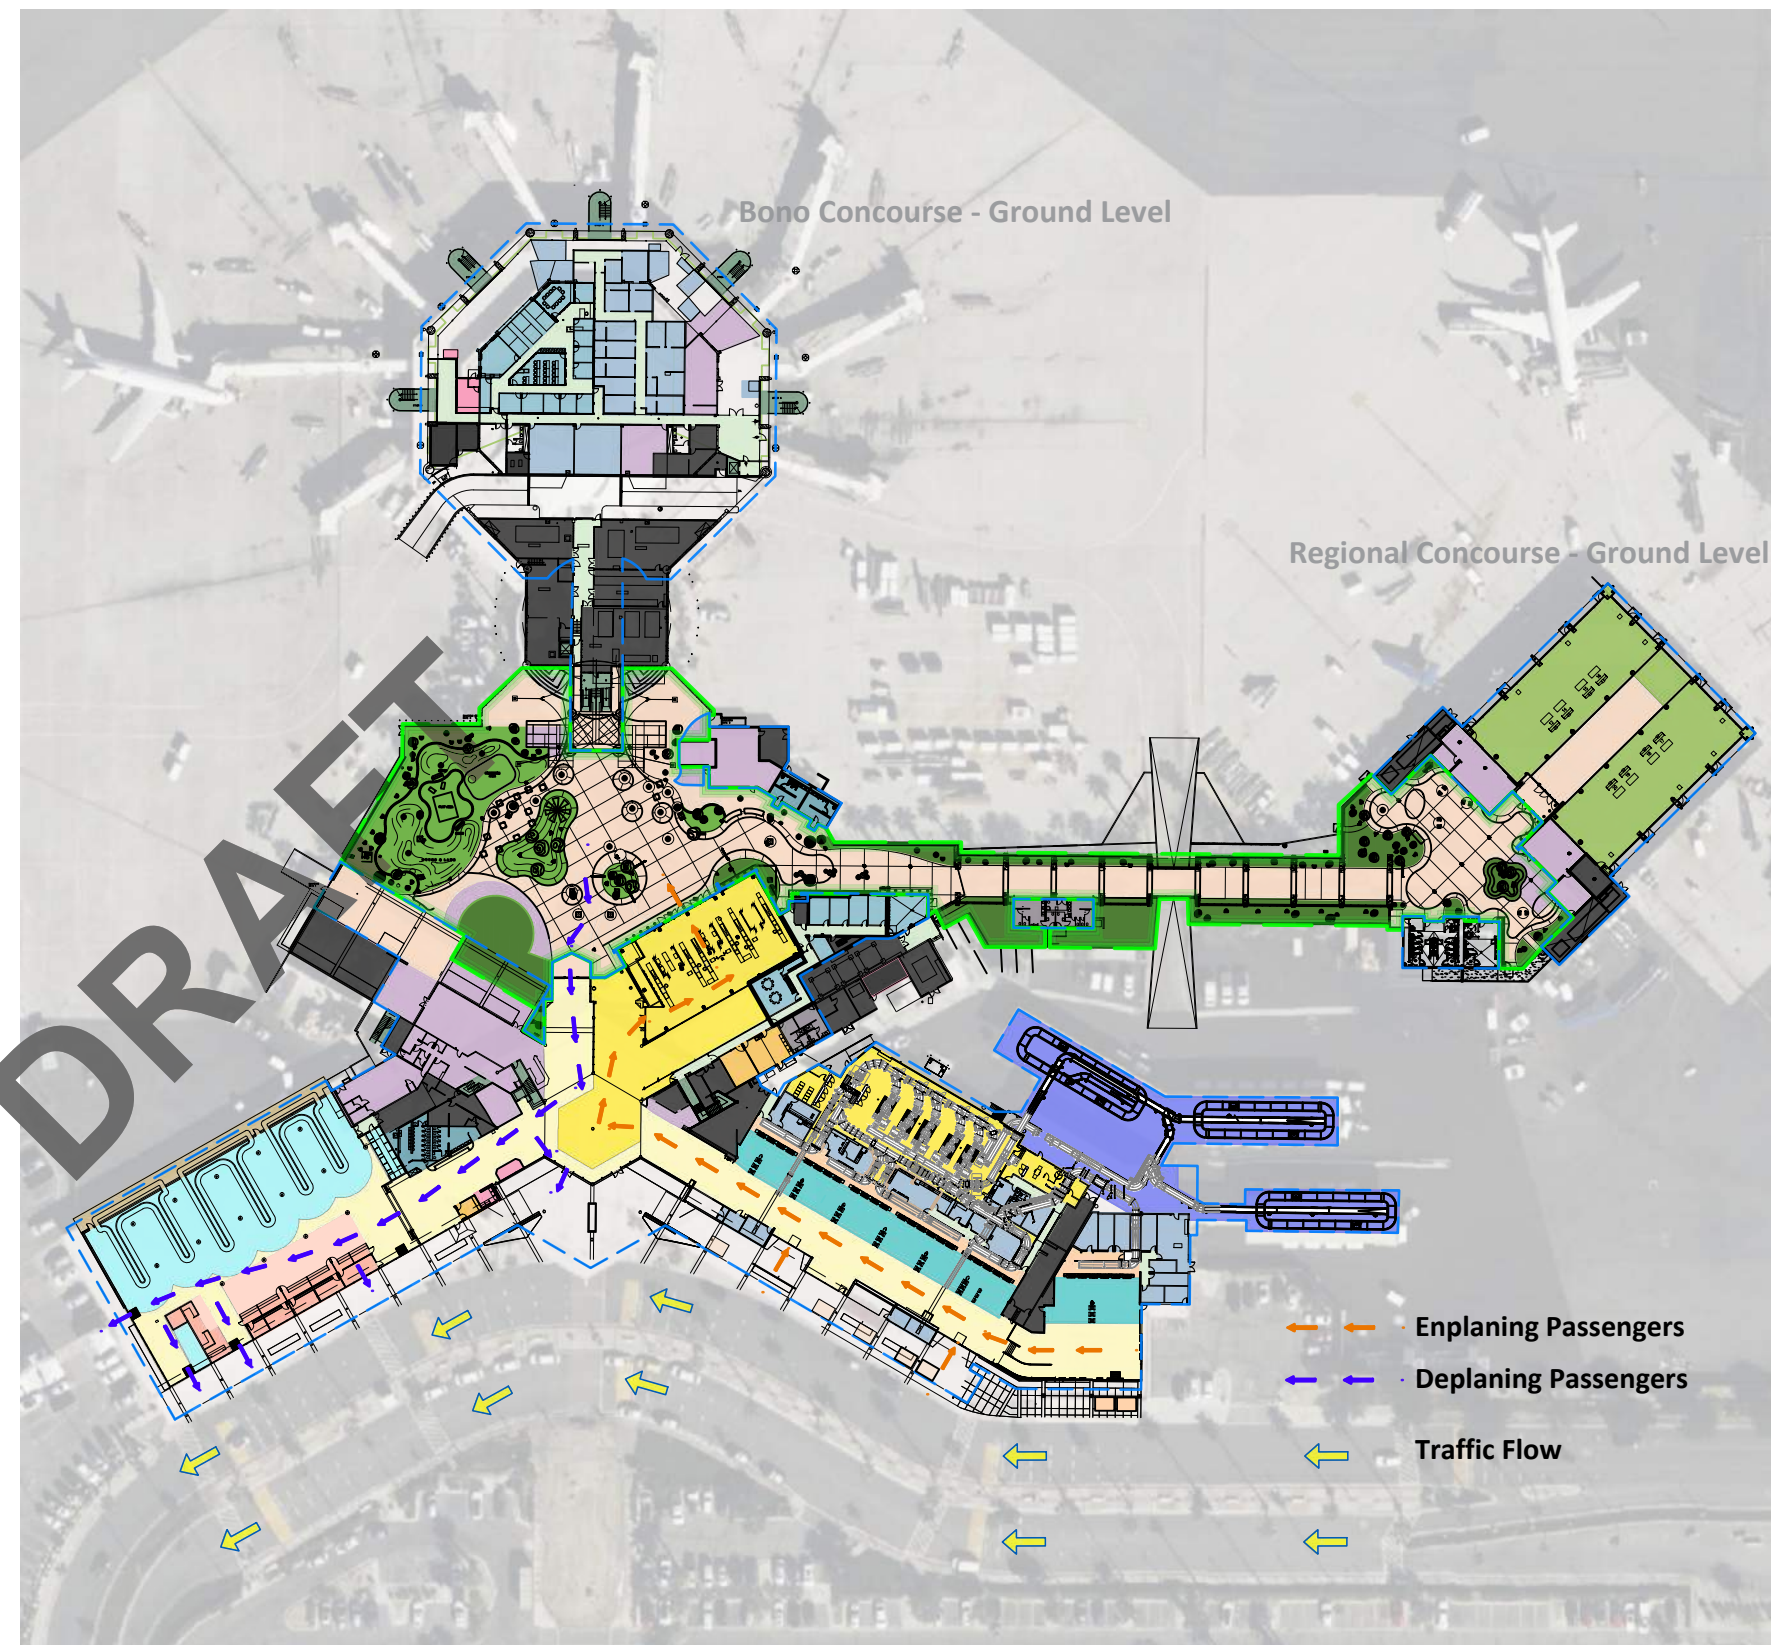 Bono Concourse - Ground Level
Regional Concourse - Ground Level
DRAFT
Enplaning Passengers
Deplaning Passengers
Traffic Flow